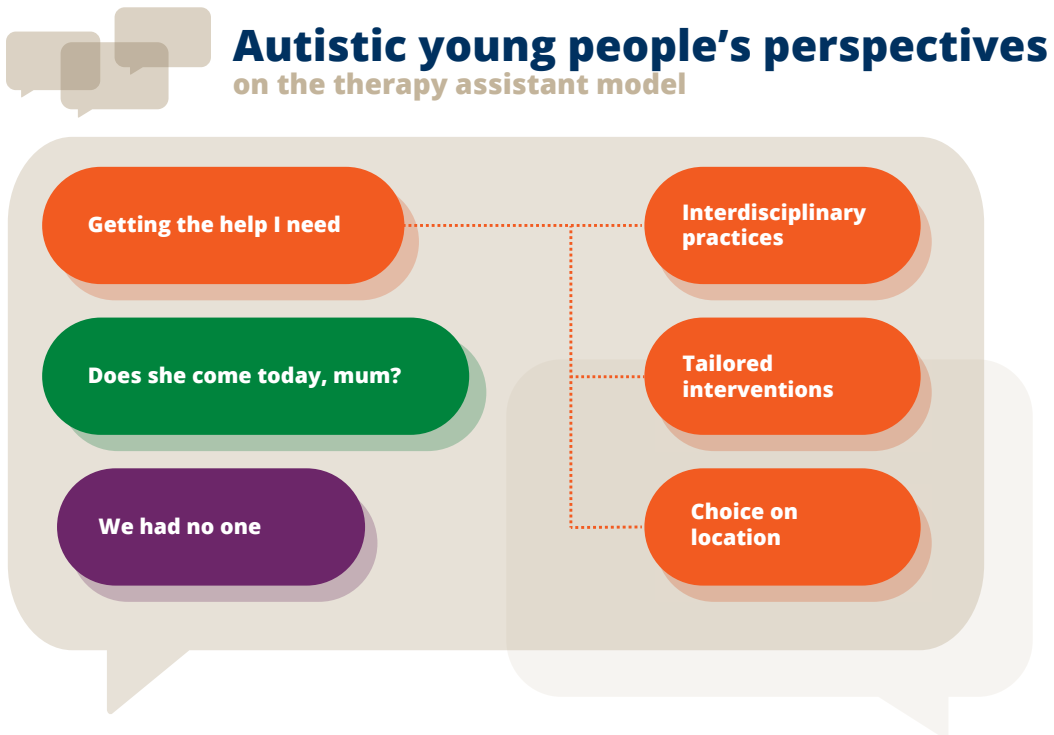 Autistic young people’s perspectives
on the therapy assistant model
Getting the help I need
Interdisciplinary
practices
Does she come today, mum?
Tailored
interventions
We had no one
Choice on
location